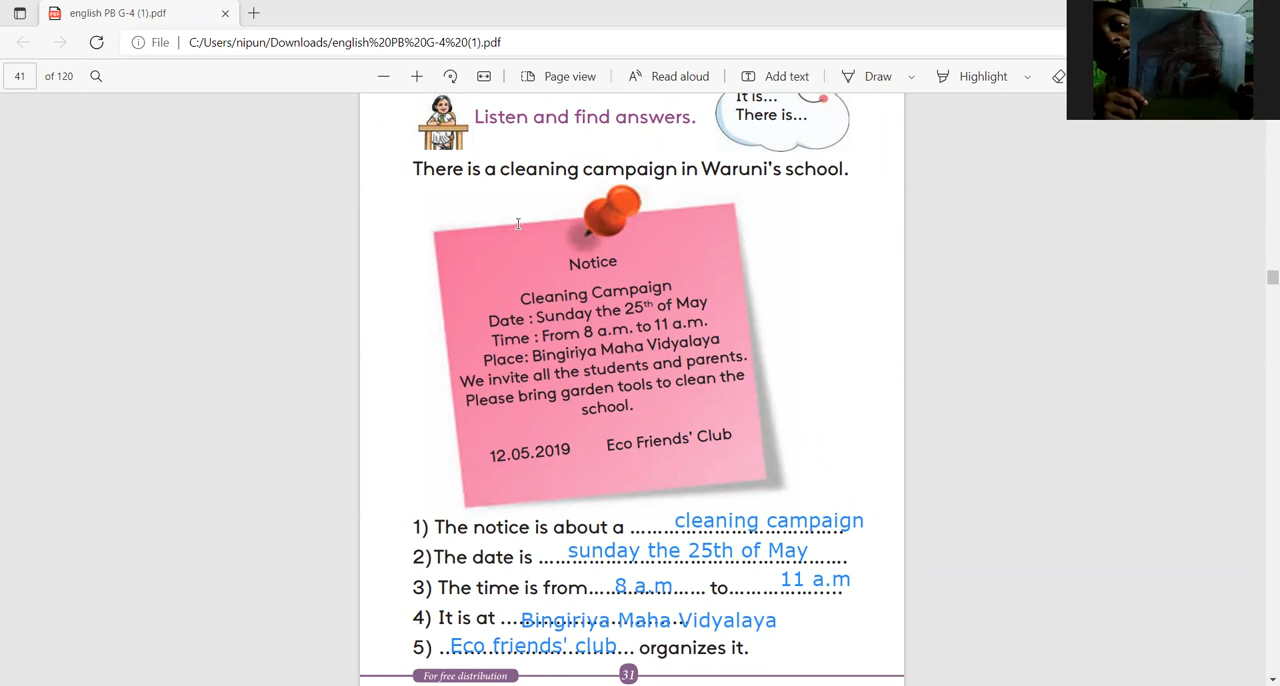 english PB G-4 (1).pdf
File
C:/Users/nipun/Downloads/english%20PB%20G-4%20(1).pdf
41 of 120
Page view
Read aloud
Add text
Draw
Highlight
It is...
There is...
Listen and find answers.
There is a cleaning campaign in Waruni's school.
Notice
Cleaning Campaign
Date : Sunday the 25th of May
Time : From 8 a.m. to 11 a.m.
Place: Bingiriya Maha Vidyalaya
We invite all the students and parents.
Please bring garden tools to clean the
school.
12.05.2019 Eco Friends' Club
1) The notice is about a cleaning campaign
2)The date is sunday the 25th of May
3) The time is from 8 a.m to 11 a.m
4) It is at Bingiriya Maha Vidyalaya
5) Eco friends' club organizes it.
For free distribution
31